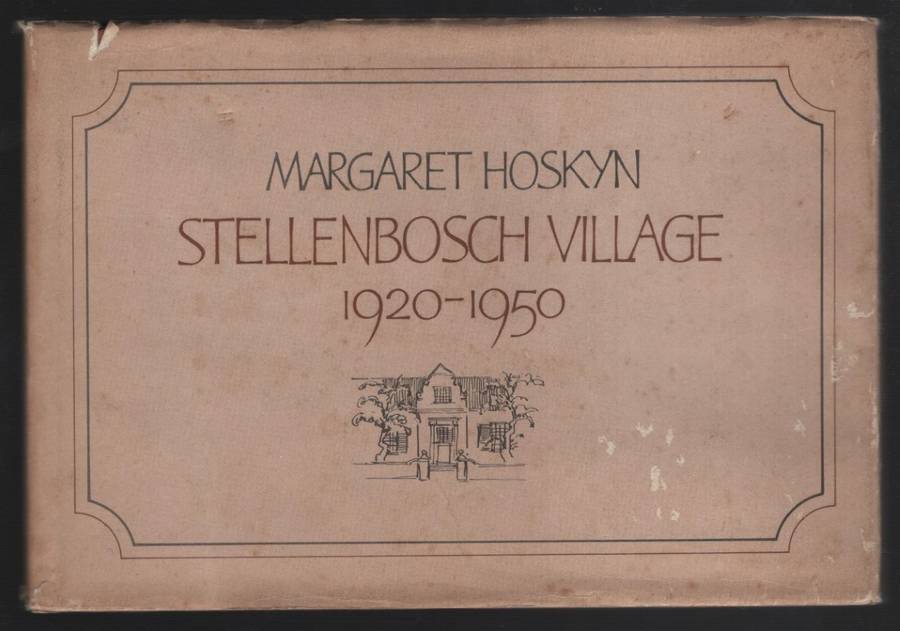 MARGARET HOSKYN
STELLENBOSCH VILLAGE
1920-1950